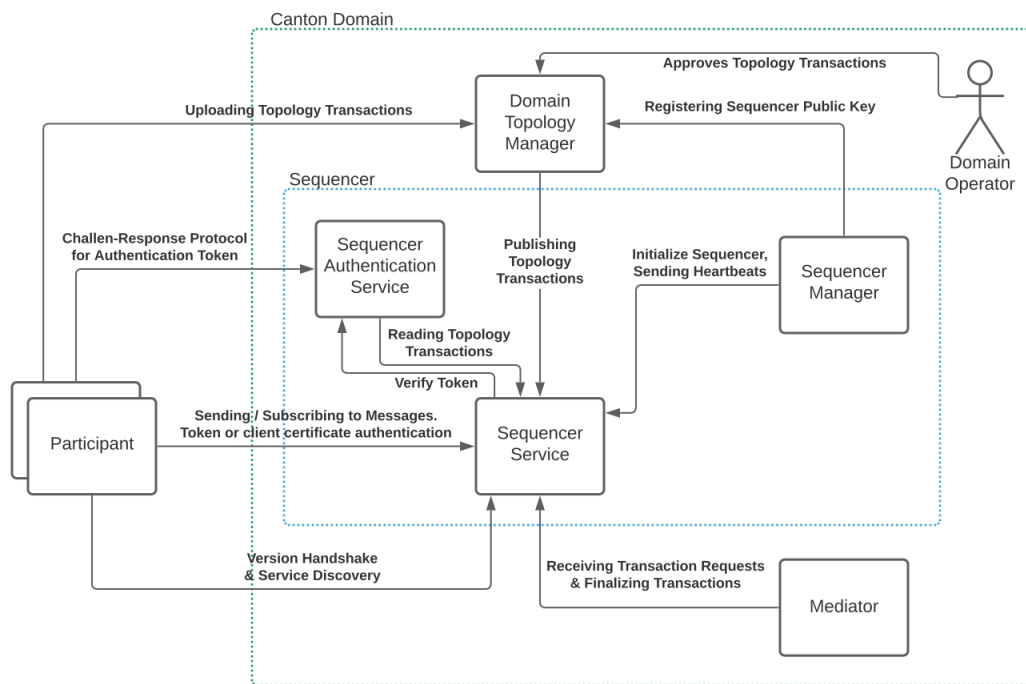 Canton Domain
Approves Topology Transactions
Uploading Topology Transactions
Domain
Topology
Manager
Registering Sequencer Public Key
Domain
Operator
Sequencer
Challen-Response Protocol
for Authentication Token
Sequencer
Authentication
Service
Publishing
Topology
Transactions
Initialize Sequencer,
Sending Heartbeats
Sequencer
Manager
Reading Topology
Transactions
Verify Token
Participant
Sending / Subscribing to Messages.
Token or client certificate authentication
Sequencer
Service
Version Handshake
& Service Discovery
Receiving Transaction Requests
& Finalizing Transactions
Mediator